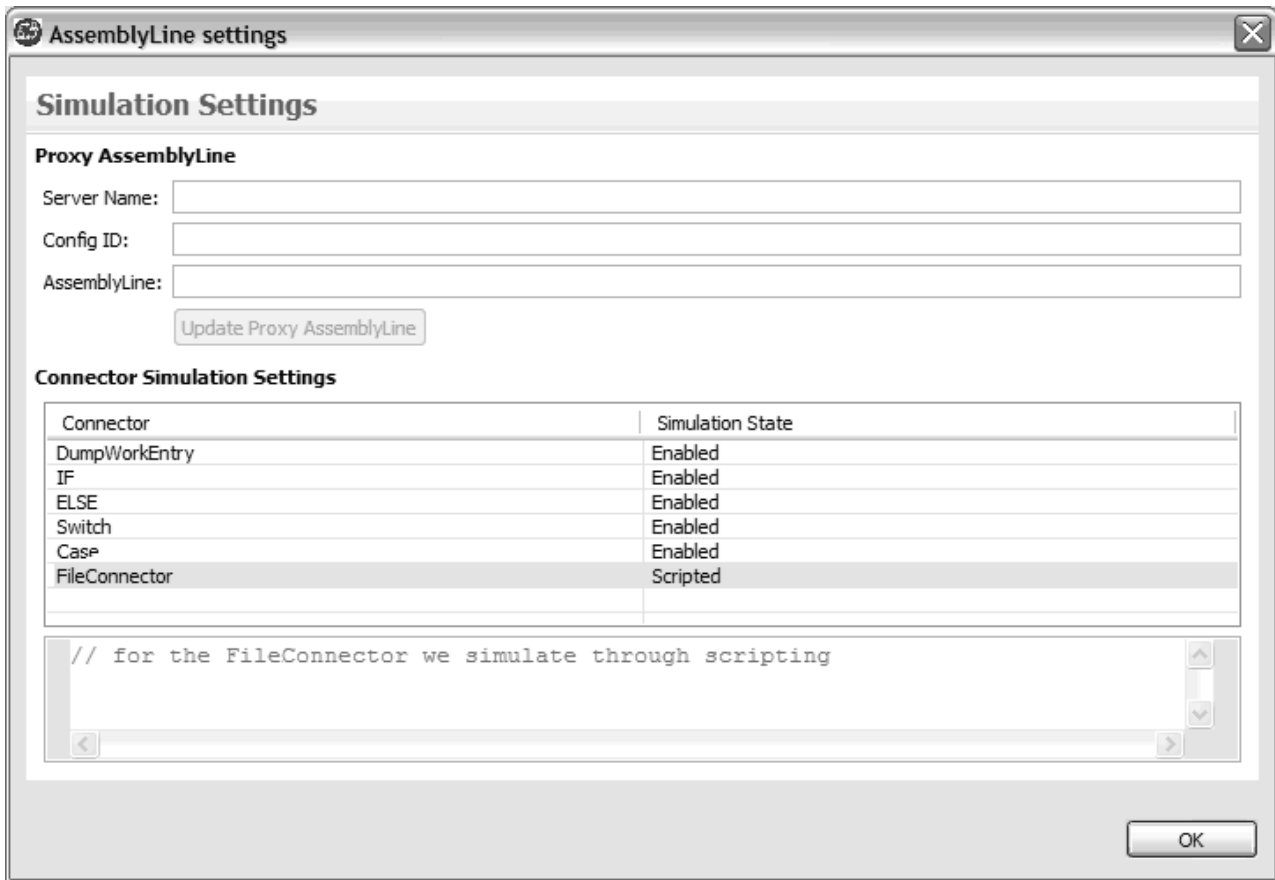 AssemblyLine settings
Simulation Settings
Proxy AssemblyLine
Server Name:
Config ID:
AssemblyLine:
Update Proxy AssemblyLine
Connector Simulation Settings
Connector Simulation State
DumpWorkEntry Enabled
IF Enabled
ELSE Enabled
Switch Enabled
Case Enabled
FileConnector Scripted
// for the FileConnector we simulate through scripting
OK